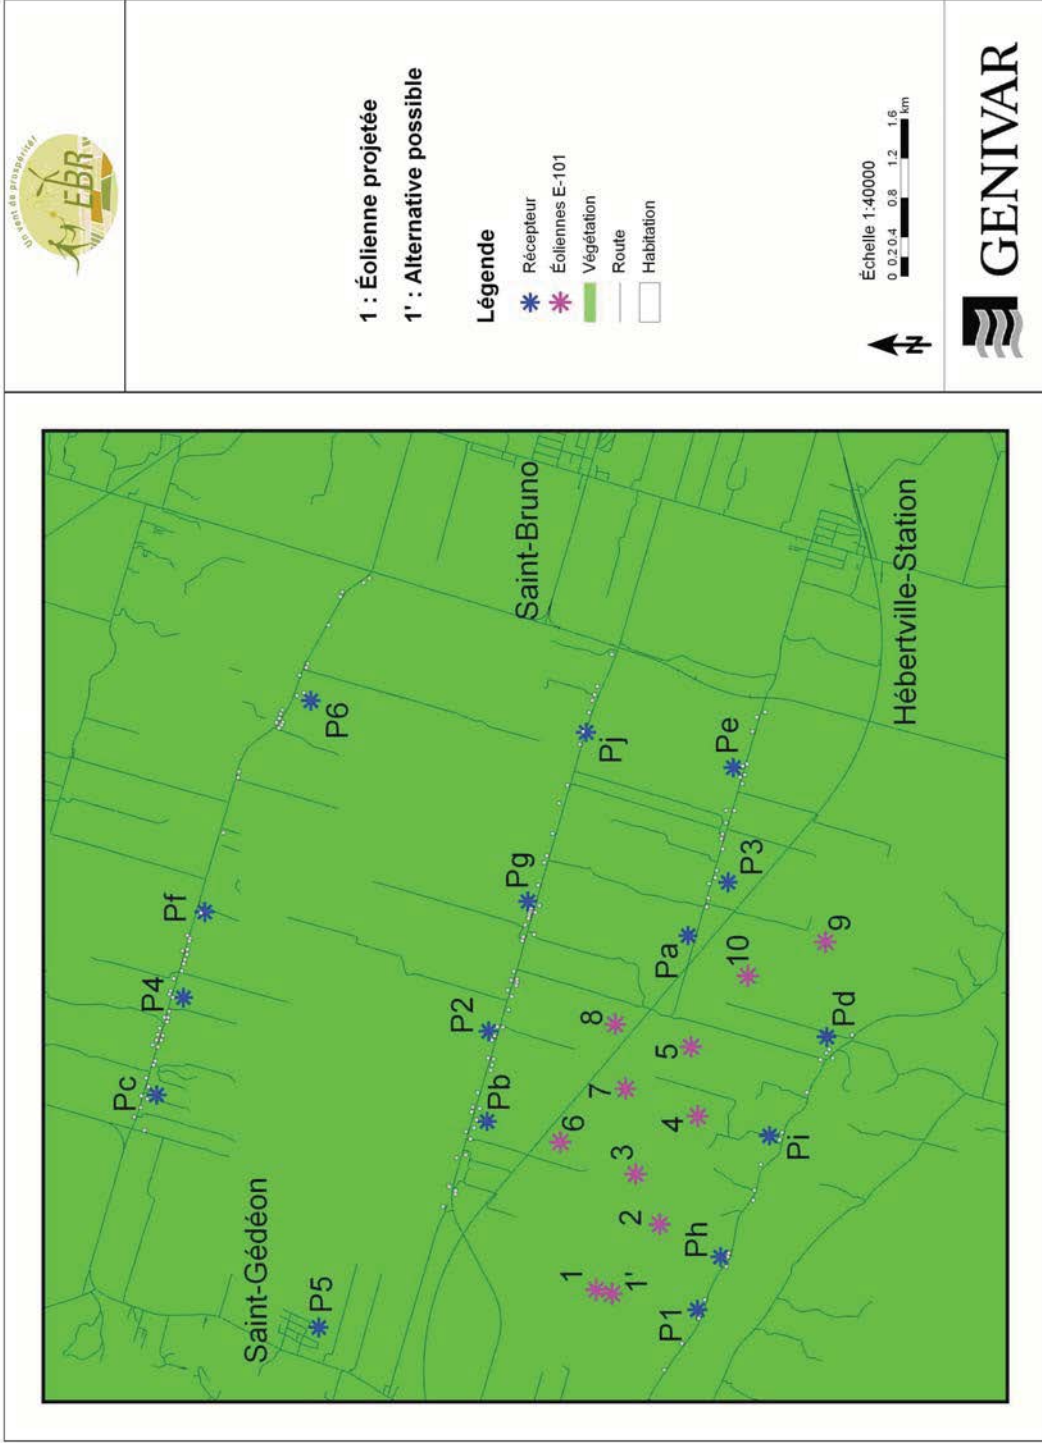 Un vent de prospérité!
EBR
1 : Éolienne projetée
1' : Alternative possible
Légende
Récepteur
Éoliennes E-101
Végétation
Route
Habitation
Échelle 1:40000
0 0.2 0.4 0.8 1.2 1.6
km
N
GENIVAR
Saint-Gédéon
Saint-Bruno
Hébertville-Station
Pc
P4
Pf
P6
P5
Pb
P2
Pg
Pj
Pe
P3
Pa
P1
Ph
Pi
Pd
1
1'
2
3
4
5
6
7
8
9
10